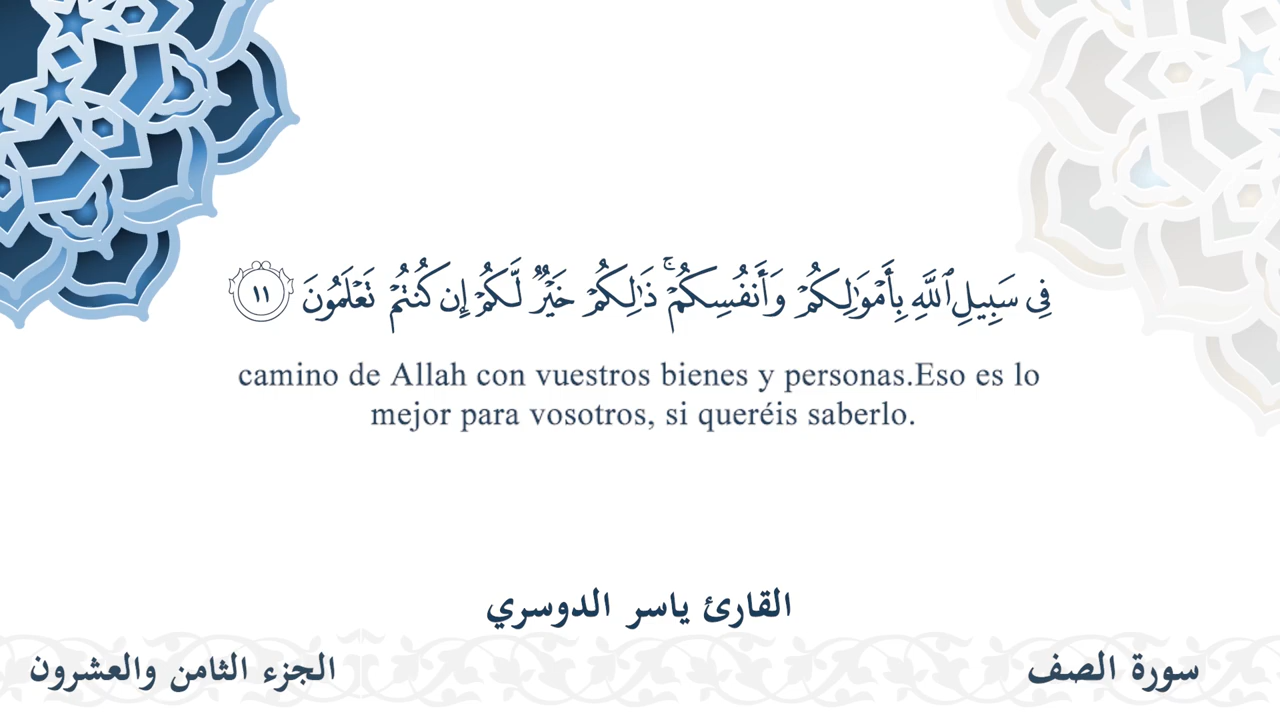 فِي سَبِيلِ ٱللَّهِ بِأَمۡوَٰلِكُمۡ وَأَنفُسِكُمۡۚ ذَٰلِكُمۡ خَيۡرٞ لَّكُمۡ إِن كُنتُمۡ تَعۡلَمُونَ ١١
camino de Allah con vuestros bienes y personas.Eso es lo
mejor para vosotros, si queréis saberlo.
القارئ ياسر الدوسري
سورة الصف
الجزء الثامن والعشرون